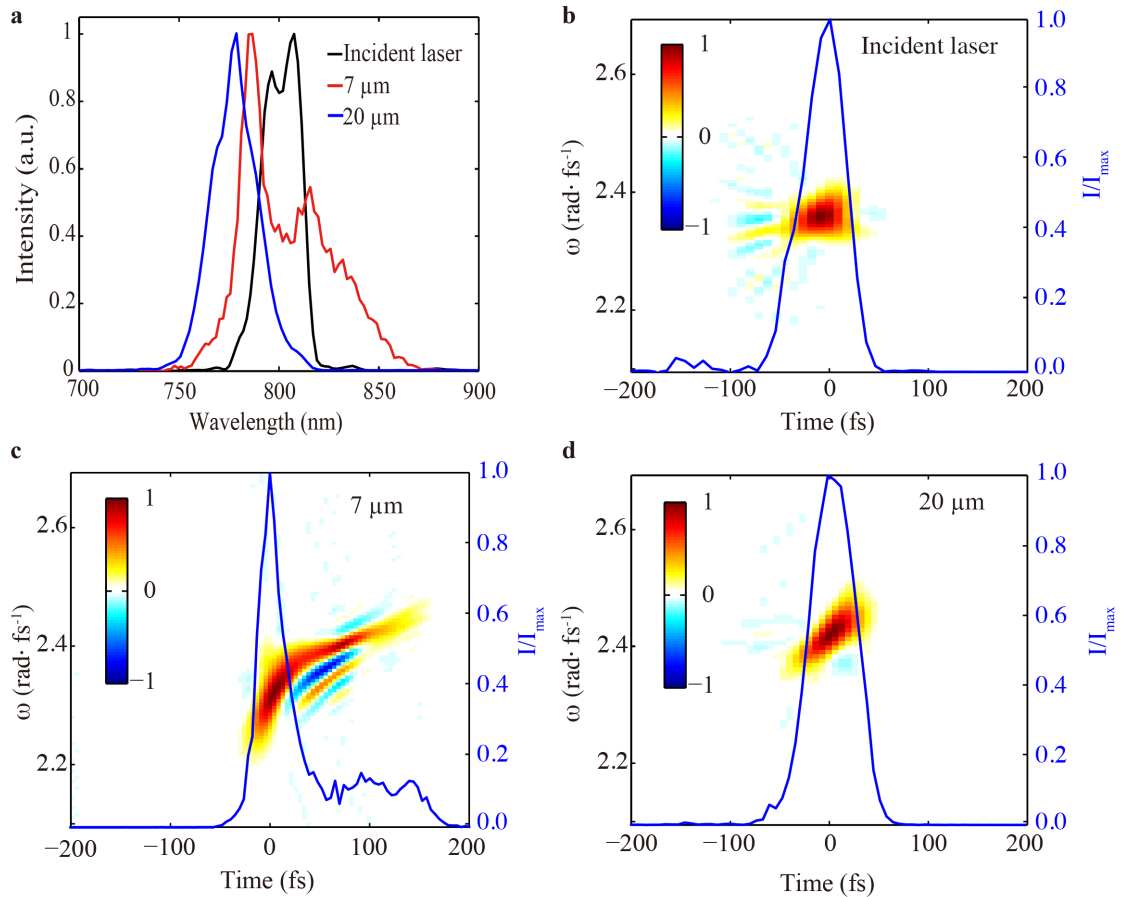 a
1
0.8
0.6
0.4
0.2
0
Intensity (a.u.)
Incident laser
7 µm
20 µm
700
750
800
850
900
Wavelength (nm)
b
2.6
2.4
2.2
ω (rad· fs⁻¹)
1
0
−1
Incident laser
1.0
0.8
0.6
0.4
0.2
0.0
I/Iₘₐₓ
−200
−100
0
100
200
Time (fs)
c
2.6
2.4
2.2
ω (rad· fs⁻¹)
1
0
−1
7 µm
1.0
0.8
0.6
0.4
0.2
0.0
I/Iₘₐₓ
−200
−100
0
100
200
Time (fs)
d
2.6
2.4
2.2
ω (rad· fs⁻¹)
1
0
−1
20 µm
1.0
0.8
0.6
0.4
0.2
0.0
I/Iₘₐₓ
−200
−100
0
100
200
Time (fs)